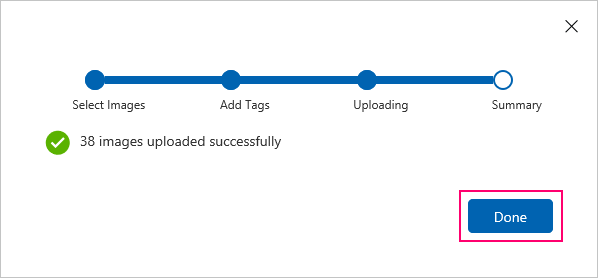 Select Images
Add Tags
Uploading
Summary
38 images uploaded successfully
Done